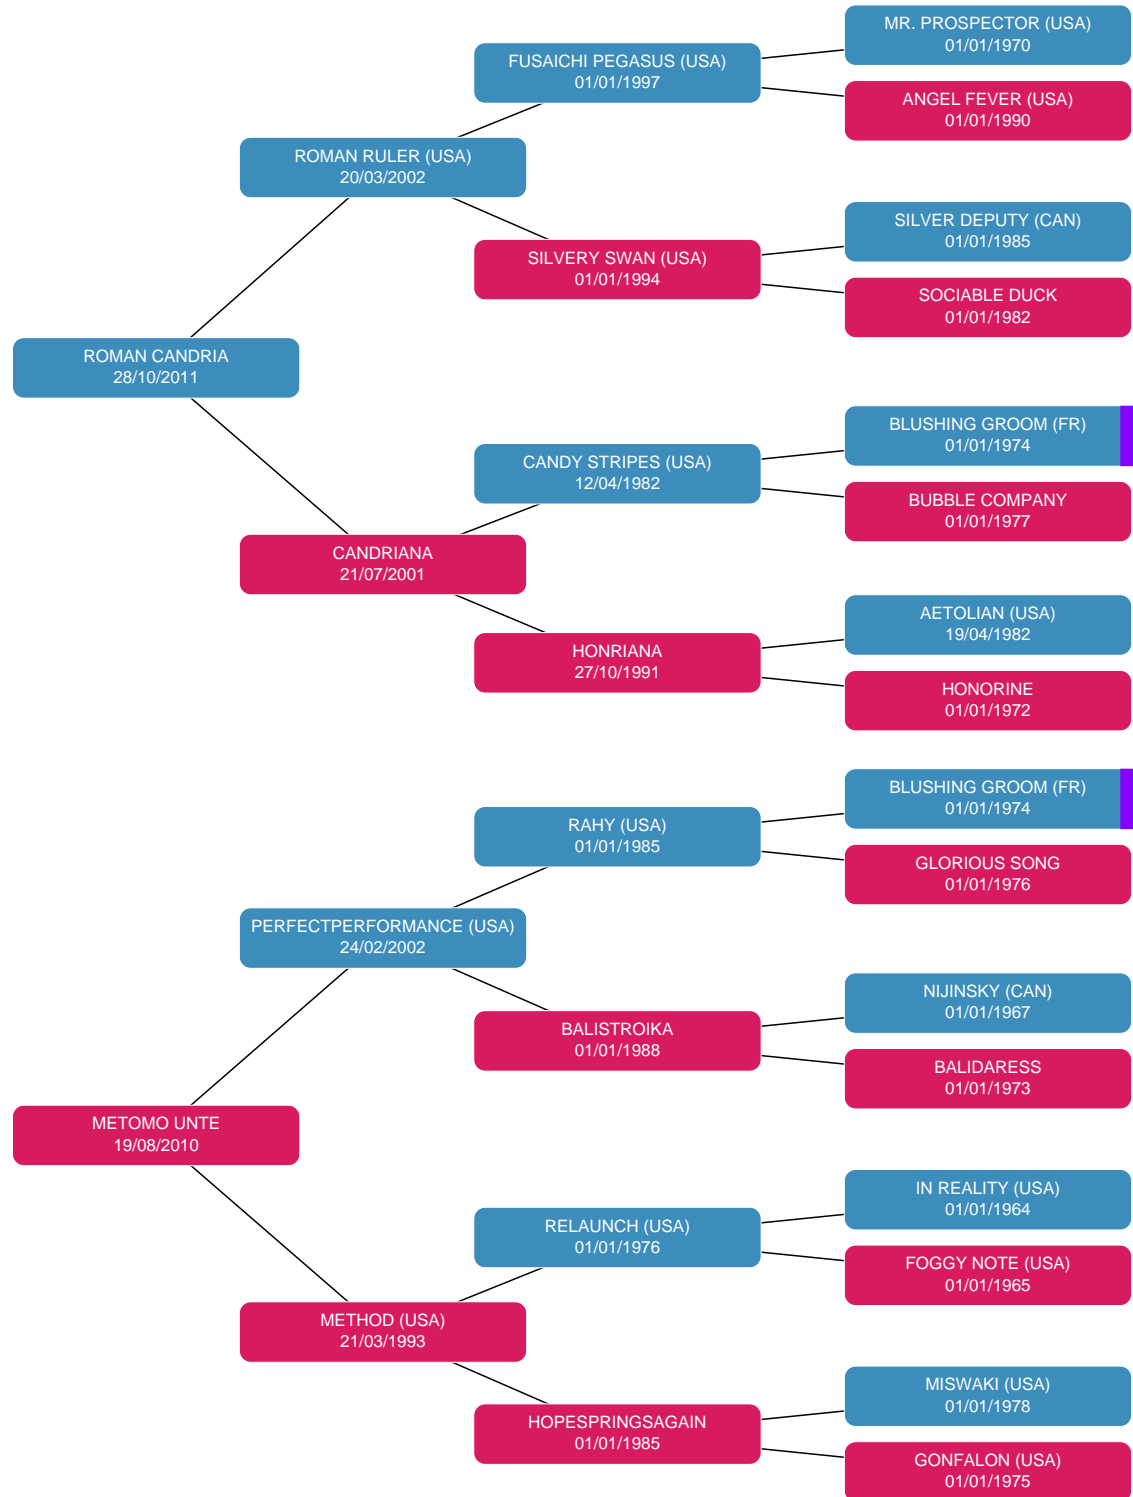 MR. PROSPECTOR (USA)
01/01/1970
FUSAICHI PEGASUS (USA)
01/01/1997
ANGEL FEVER (USA)
01/01/1990
ROMAN RULER (USA)
20/03/2002
SILVER DEPUTY (CAN)
01/01/1985
SILVERY SWAN (USA)
01/01/1994
SOCIABLE DUCK
01/01/1982
ROMAN CANDRIA
28/10/2011
BLUSHING GROOM (FR)
01/01/1974
CANDY STRIPES (USA)
12/04/1982
BUBBLE COMPANY
01/01/1977
CANDRIANA
21/07/2001
AETOLIAN (USA)
19/04/1982
HONRIANA
27/10/1991
HONORINE
01/01/1972
BLUSHING GROOM (FR)
01/01/1974
RAHY (USA)
01/01/1985
GLORIOUS SONG
01/01/1976
PERFECTPERFORMANCE (USA)
24/02/2002
NIJINSKY (CAN)
01/01/1967
BALISTROIKA
01/01/1988
BALIDARESS
01/01/1973
METOMO UNTE
19/08/2010
IN REALITY (USA)
01/01/1964
RELAUNCH (USA)
01/01/1976
FOGGY NOTE (USA)
01/01/1965
METHOD (USA)
21/03/1993
MISWAKI (USA)
01/01/1978
HOPESPRINGSAGAIN
01/01/1985
GONFALON (USA)
01/01/1975